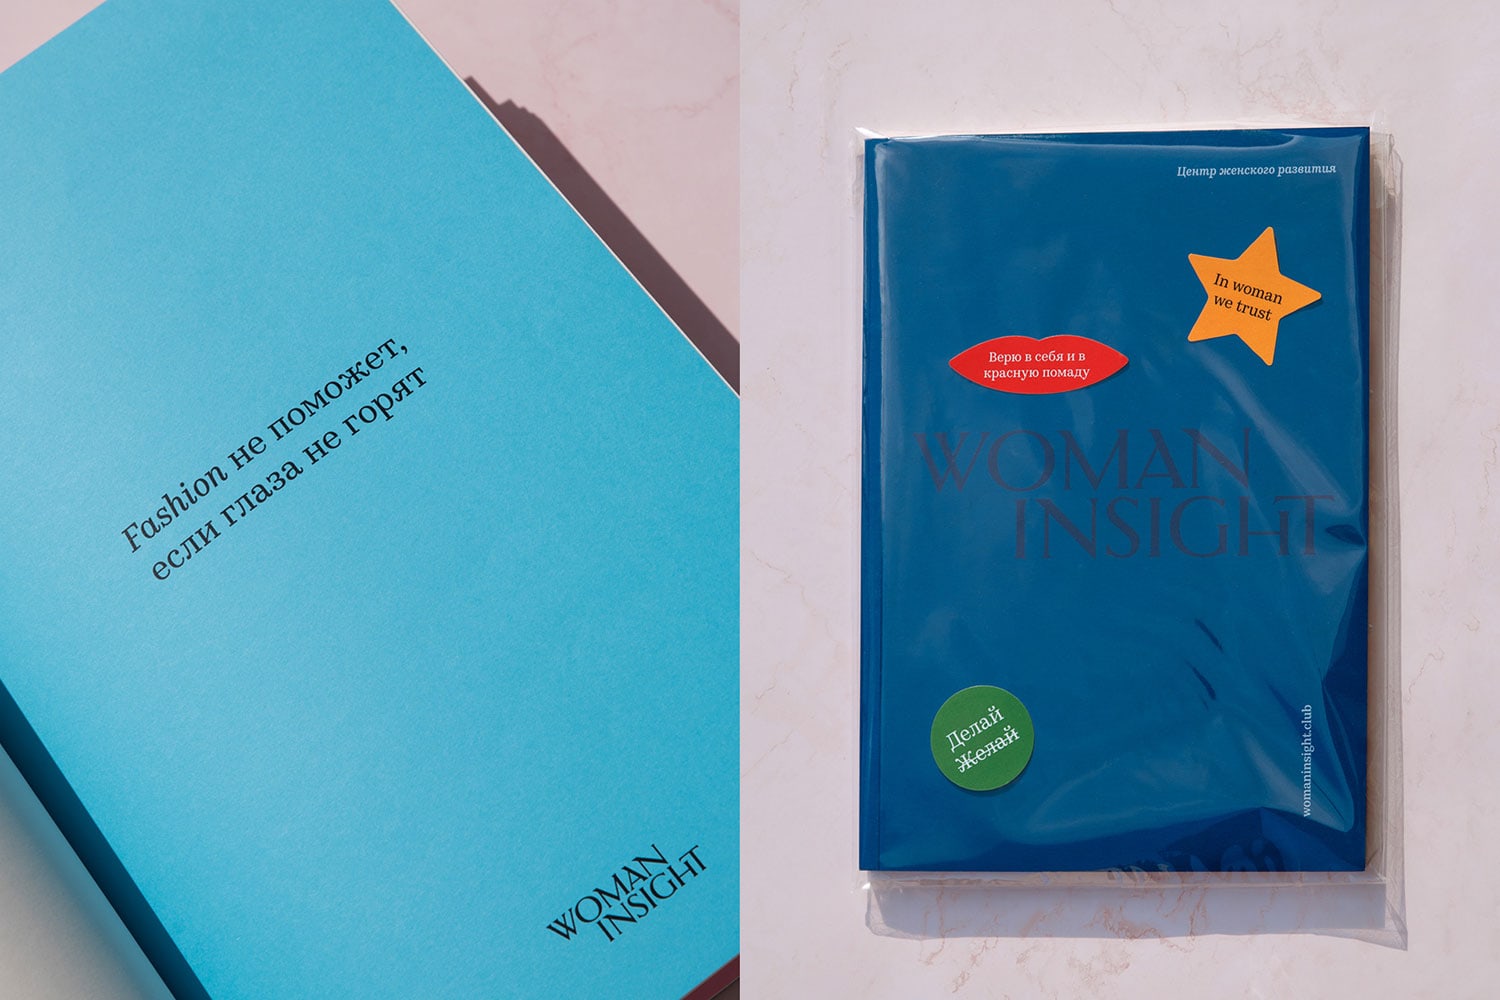 Fashion не поможет,
если глаза не горят
WOMAN
INSIGHT
Центр женского развития
In woman
we trust
Верю в себя и в
красную помаду
WOMAN
INSIGHT
Делай
Желай
womaninsight.club